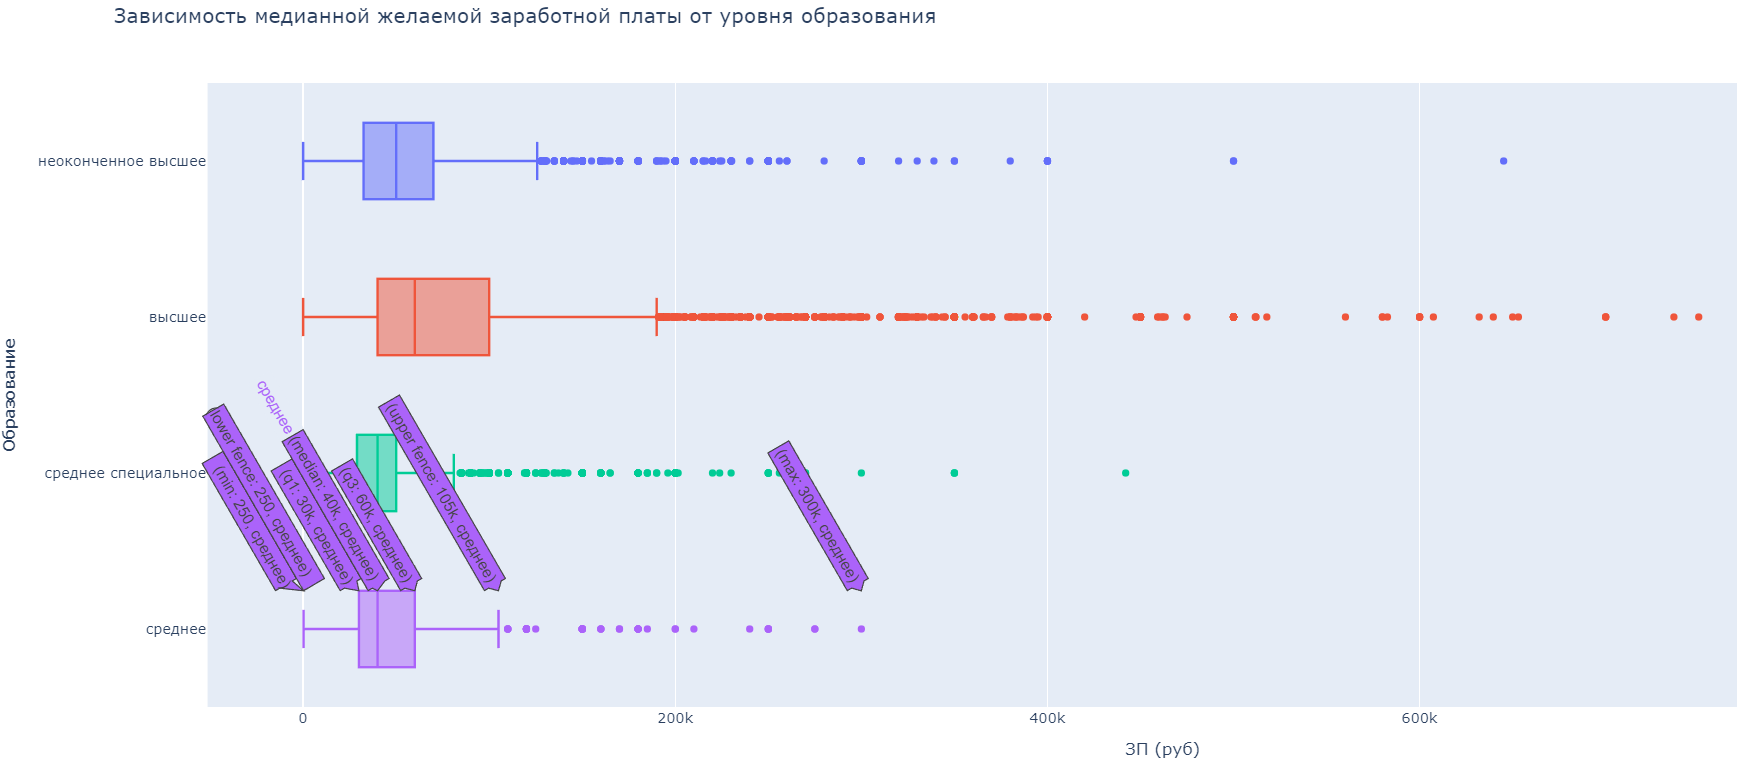 Зависимость медианной желаемой заработной платы от уровня образования
Образование
неоконченное высшее
высшее
среднее специальное
среднее
среднее
(lower fence: 250, среднее)
(min: 250, среднее)
(q1: 30k, среднее)
(median: 40k, среднее)
(q3: 60k, среднее)
(upper fence: 105k, среднее)
(max: 300k, среднее)
0
200k
400k
600k
ЗП (руб)